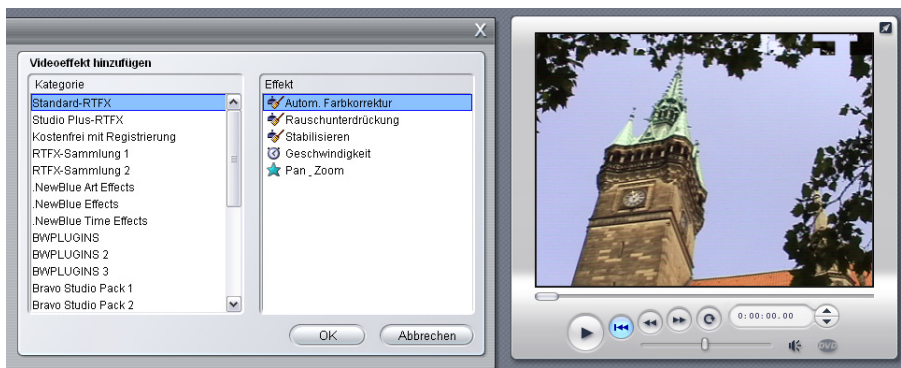 X
Videoeffekt hinzufügen
Kategorie
Standard-RTFX
Studio Plus-RTFX
Kostenfrei mit Registrierung
RTFX-Sammlung 1
RTFX-Sammlung 2
.NewBlue Art Effects
.NewBlue Effects
.NewBlue Time Effects
BWPLUGINS
BWPLUGINS 2
BWPLUGINS 3
Bravo Studio Pack 1
Bravo Studio Pack 2
Effekt
Autom. Farbkorrektur
Rauschunterdrückung
Stabilisieren
Geschwindigkeit
Pan_Zoom
OK
Abbrechen
0:00:00.00
DVD